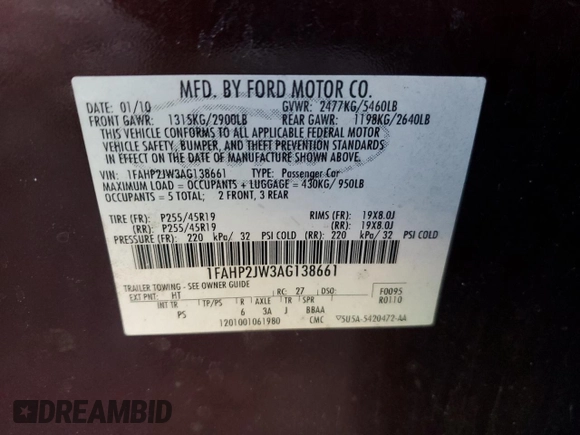 MFD. BY FORD MOTOR CO.
DATE: 01/10 GVWR: 2477KG/5460LB
FRONT GAWR: 1315KG/2900LB REAR GAWR: 1198KG/2640LB
THIS VEHICLE CONFORMS TO ALL APPLICABLE FEDERAL MOTOR
VEHICLE SAFETY, BUMPER, AND THEFT PREVENTION STANDARDS
IN EFFECT ON THE DATE OF MANUFACTURE SHOWN ABOVE.
VIN: 1FAHP2JW3AG138661 TYPE: Passenger Car
MAXIMUM LOAD = OCCUPANTS + LUGGAGE = 430KG/ 950LB
OCCUPANTS = 5 TOTAL; 2 FRONT, 3 REAR
TIRE (FR): P255/45R19 RIMS (FR): 19X8.0J
(RR): P255/45R19 (RR): 19X8.0J
PRESSURE (FR): 220 kPa/ 32 PSI COLD (RR): 220 kPa/ 32 PSI COLD
1FAHP2JW3AG138661
TRAILER TOWING - SEE OWNER GUIDE
EXT PNT: HT RC: 27 DSO: F0095
INT TR TP/PS R AXLE TR SPR R0110
PS 6 3A J BBAA
1201001061980 CMC ▽5U5A-5420472-AA
DREAMBID